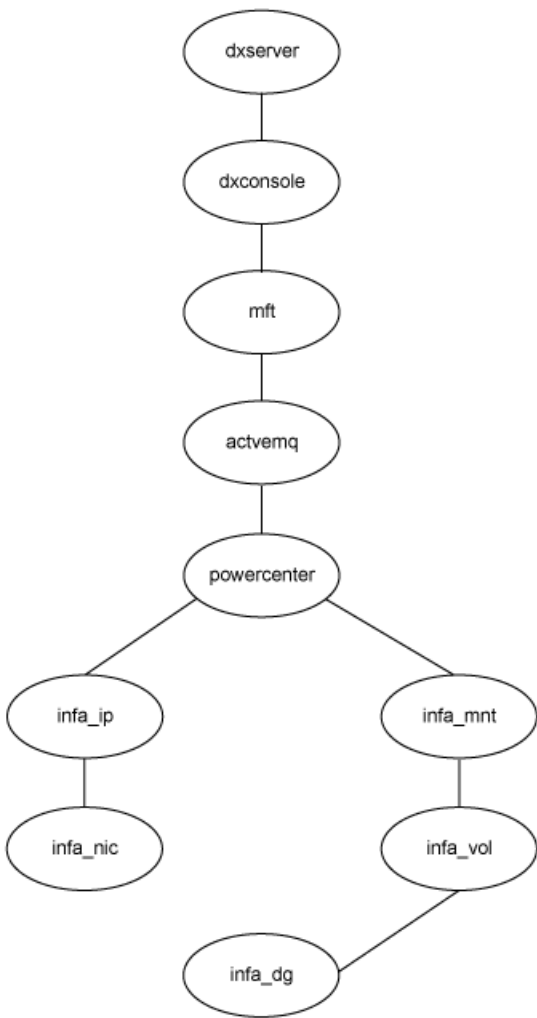 dxserver
dxconsole
mft
actvemq
powercenter
infa_ip
infa_mnt
infa_nic
infa_vol
infa_dg